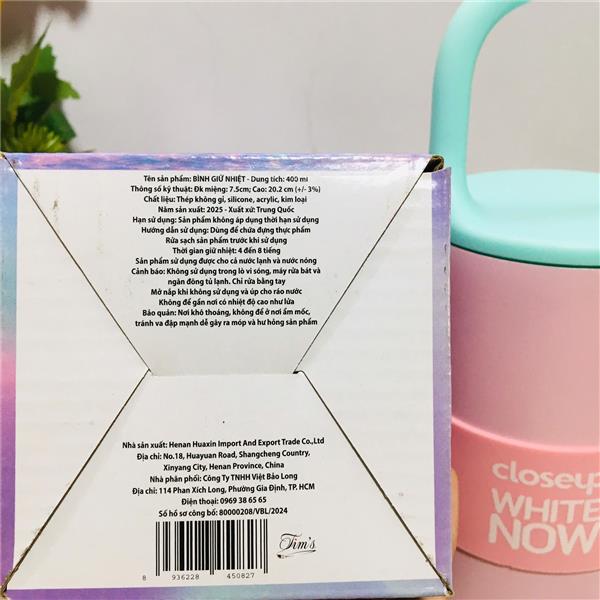 Tên sản phẩm: BÌNH GIỮ NHIỆT - Dung tích: 400 ml
Thông số kỹ thuật: Đk miệng: 7.5cm; Cao: 20.2 cm (+/- 3%)
Chất liệu: Thép không gỉ, silicone, acrylic, kim loại
Năm sản xuất: 2025 - Xuất xứ: Trung Quốc
Hạn sử dụng: Sản phẩm không áp dụng thời hạn sử dụng
Hướng dẫn sử dụng: Dùng để chứa đựng thực phẩm
Rửa sạch sản phẩm trước khi sử dụng
Thời gian giữ nhiệt: 4 đến 8 tiếng
Sản phẩm sử dụng được cho cả nước lạnh và nước nóng
Cảnh báo: Không sử dụng trong lò vi sóng, máy rửa bát và
ngăn đông tủ lạnh. Chỉ rửa bằng tay
Mở nắp khi không sử dụng và úp cho ráo nước
Không để gần nơi có nhiệt độ cao như lửa
Bảo quản: Nơi khô thoáng, không để ở nơi ẩm mốc,
tránh va đập mạnh dễ gây ra móp và hư hỏng sản phẩm
Nhà sản xuất: Henan Huaxin Import And Export Trade Co.,Ltd
Địa chỉ: No.18, Huayuan Road, Shangcheng Country,
Xinyang City, Henan Province, China
Nhà phân phối: Công Ty TNHH Việt Bảo Long
Địa chỉ: 114 Phan Xích Long, Phường Gia Định, TP. HCM
Điện thoại: 0969 38 65 65
Số hồ sơ công bố: 80000208/VBL/2024
8 936228 450827
Tim's
closeup
WHITE
NOW